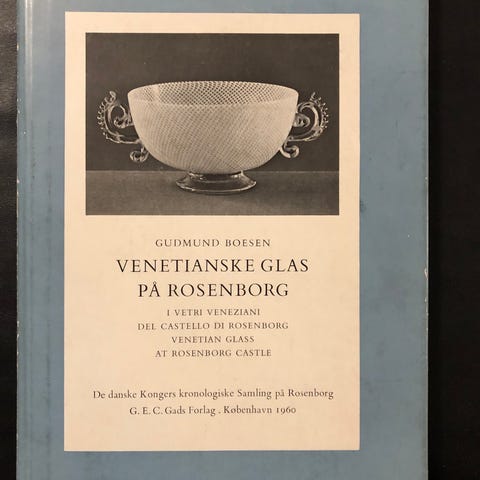 GUDMUND BOESEN
VENETIANSKE GLAS
PÅ ROSENBORG
I VETRI VENEZIANI
DEL CASTELLO DI ROSENBORG
VENETIAN GLASS
AT ROSENBORG CASTLE
De danske Kongers kronologiske Samling på Rosenborg
G. E. C. Gads Forlag . København 1960